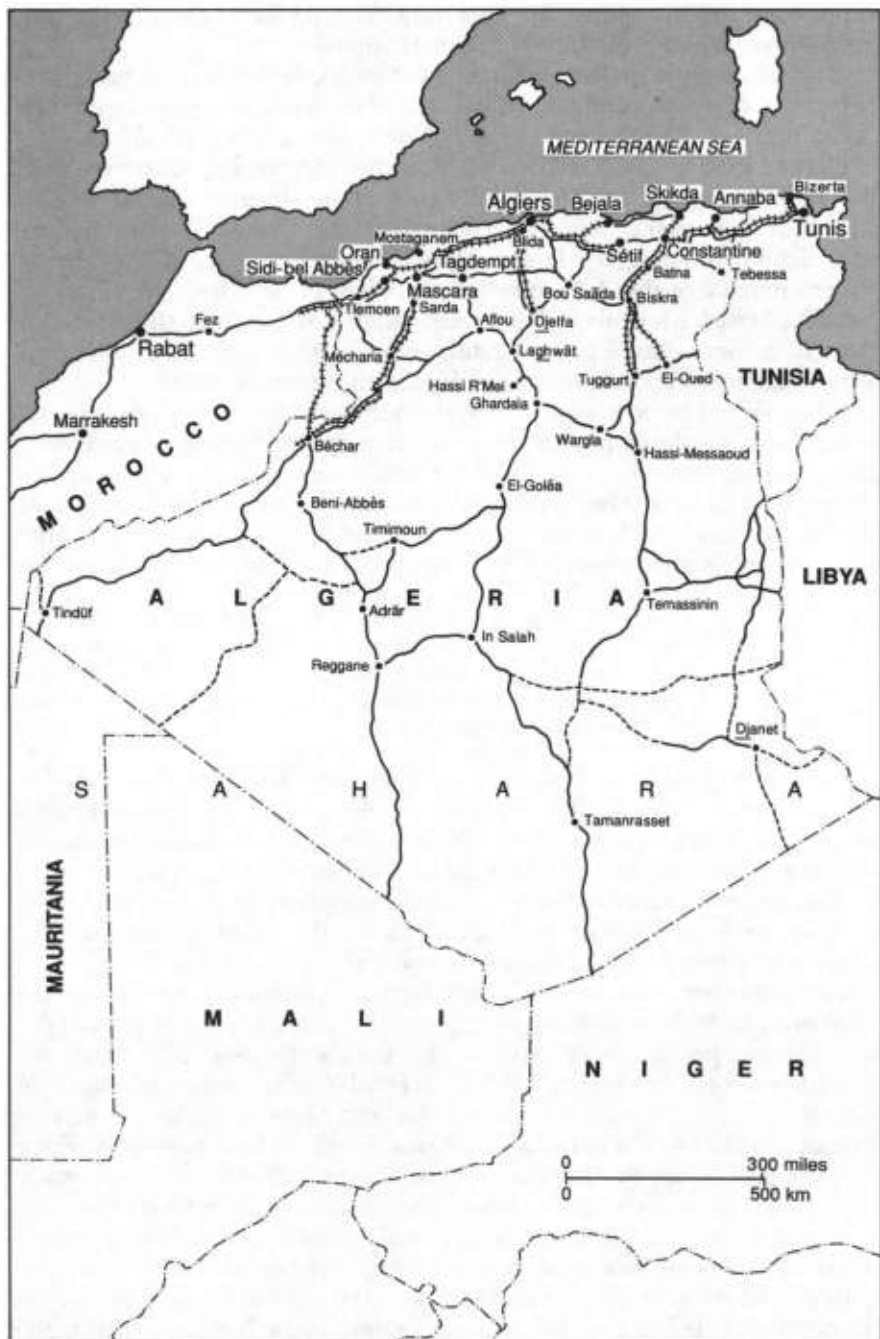 MEDITERRANEAN SEA
Bizerta
Skikda
Annaba
Algiers
Bejala
Tunis
Mostaganem
Blida
Oran
Constantine
Sétif
Sidi-bel Abbès
Tagdempt
Batna
Tebessa
Mascara
Bou Saâda
Tlemcen
Sarda
Biskra
Fez
Aflou
Djelfa
Rabat
Laghwât
Mécharia
Tuggurt
El-Oued
TUNISIA
Hassi R'Mel
Ghardaia
Marrakesh
Wargla
MOROCCO
Béchar
Hassi-Messaoud
El-Goléa
Beni-Abbès
Timimoun
LIBYA
ALGERIA
Temassinin
Tindûf
Adrâr
In Salah
Reggane
Djanet
SAHARA
Tamanrasset
MAURITANIA
MALI
NIGER
0 300 miles
0 500 km